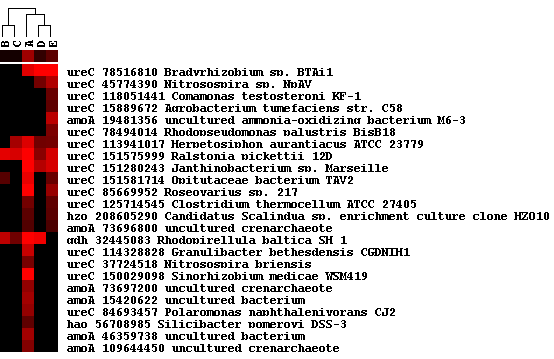 B C A D E
ureC 78516810 Bradyrhizobium sp. BTAi1
ureC 45774390 Nitrosospira sp. NpAV
ureC 118051441 Comamonas testosteroni KF-1
ureC 15889672 Agrobacterium tumefaciens str. C58
amoA 19481356 uncultured ammonia-oxidizing bacterium M6-3
ureC 78494014 Rhodopseudomonas palustris BisB18
ureC 113941017 Herpetosiphon aurantiacus ATCC 23779
ureC 151575999 Ralstonia pickettii 12D
ureC 151280243 Janthinobacterium sp. Marseille
ureC 151581714 Opitutaceae bacterium TAV2
ureC 85669952 Roseovarius sp. 217
ureC 125714545 Clostridium thermocellum ATCC 27405
hzo 208605290 Candidatus Scalindua sp. enrichment culture clone HZO10
amoA 73696800 uncultured crenarchaeote
gdh 32445083 Rhodopirellula baltica SH 1
ureC 114328828 Granulibacter bethesdensis CGDNIH1
ureC 37724518 Nitrosospira briensis
ureC 150029098 Sinorhizobium medicae WSM419
amoA 73697200 uncultured crenarchaeote
amoA 15420622 uncultured bacterium
ureC 84693457 Polaromonas naphthalenivorans CJ2
hao 56708985 Silicibacter pomeroyi DSS-3
amoA 46359738 uncultured bacterium
amoA 109644450 uncultured crenarchaeote